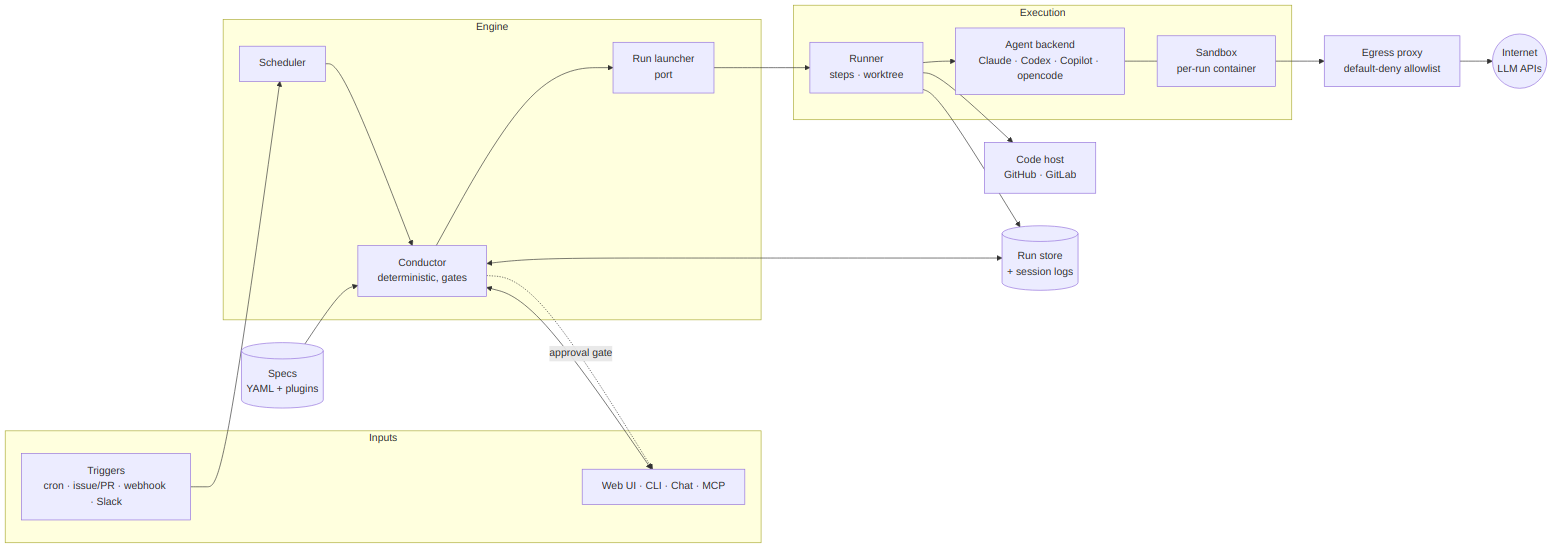 Engine
Scheduler
Run launcher
port
Conductor
deterministic, gates
Execution
Runner
steps · worktree
Agent backend
Claude · Codex · Copilot ·
opencode
Sandbox
per-run container
Egress proxy
default-deny allowlist
Internet
LLM APIs
Code host
GitHub · GitLab
Run store
+ session logs
approval gate
Specs
YAML + plugins
Inputs
Triggers
cron · issue/PR · webhook
· Slack
Web UI · CLI · Chat · MCP